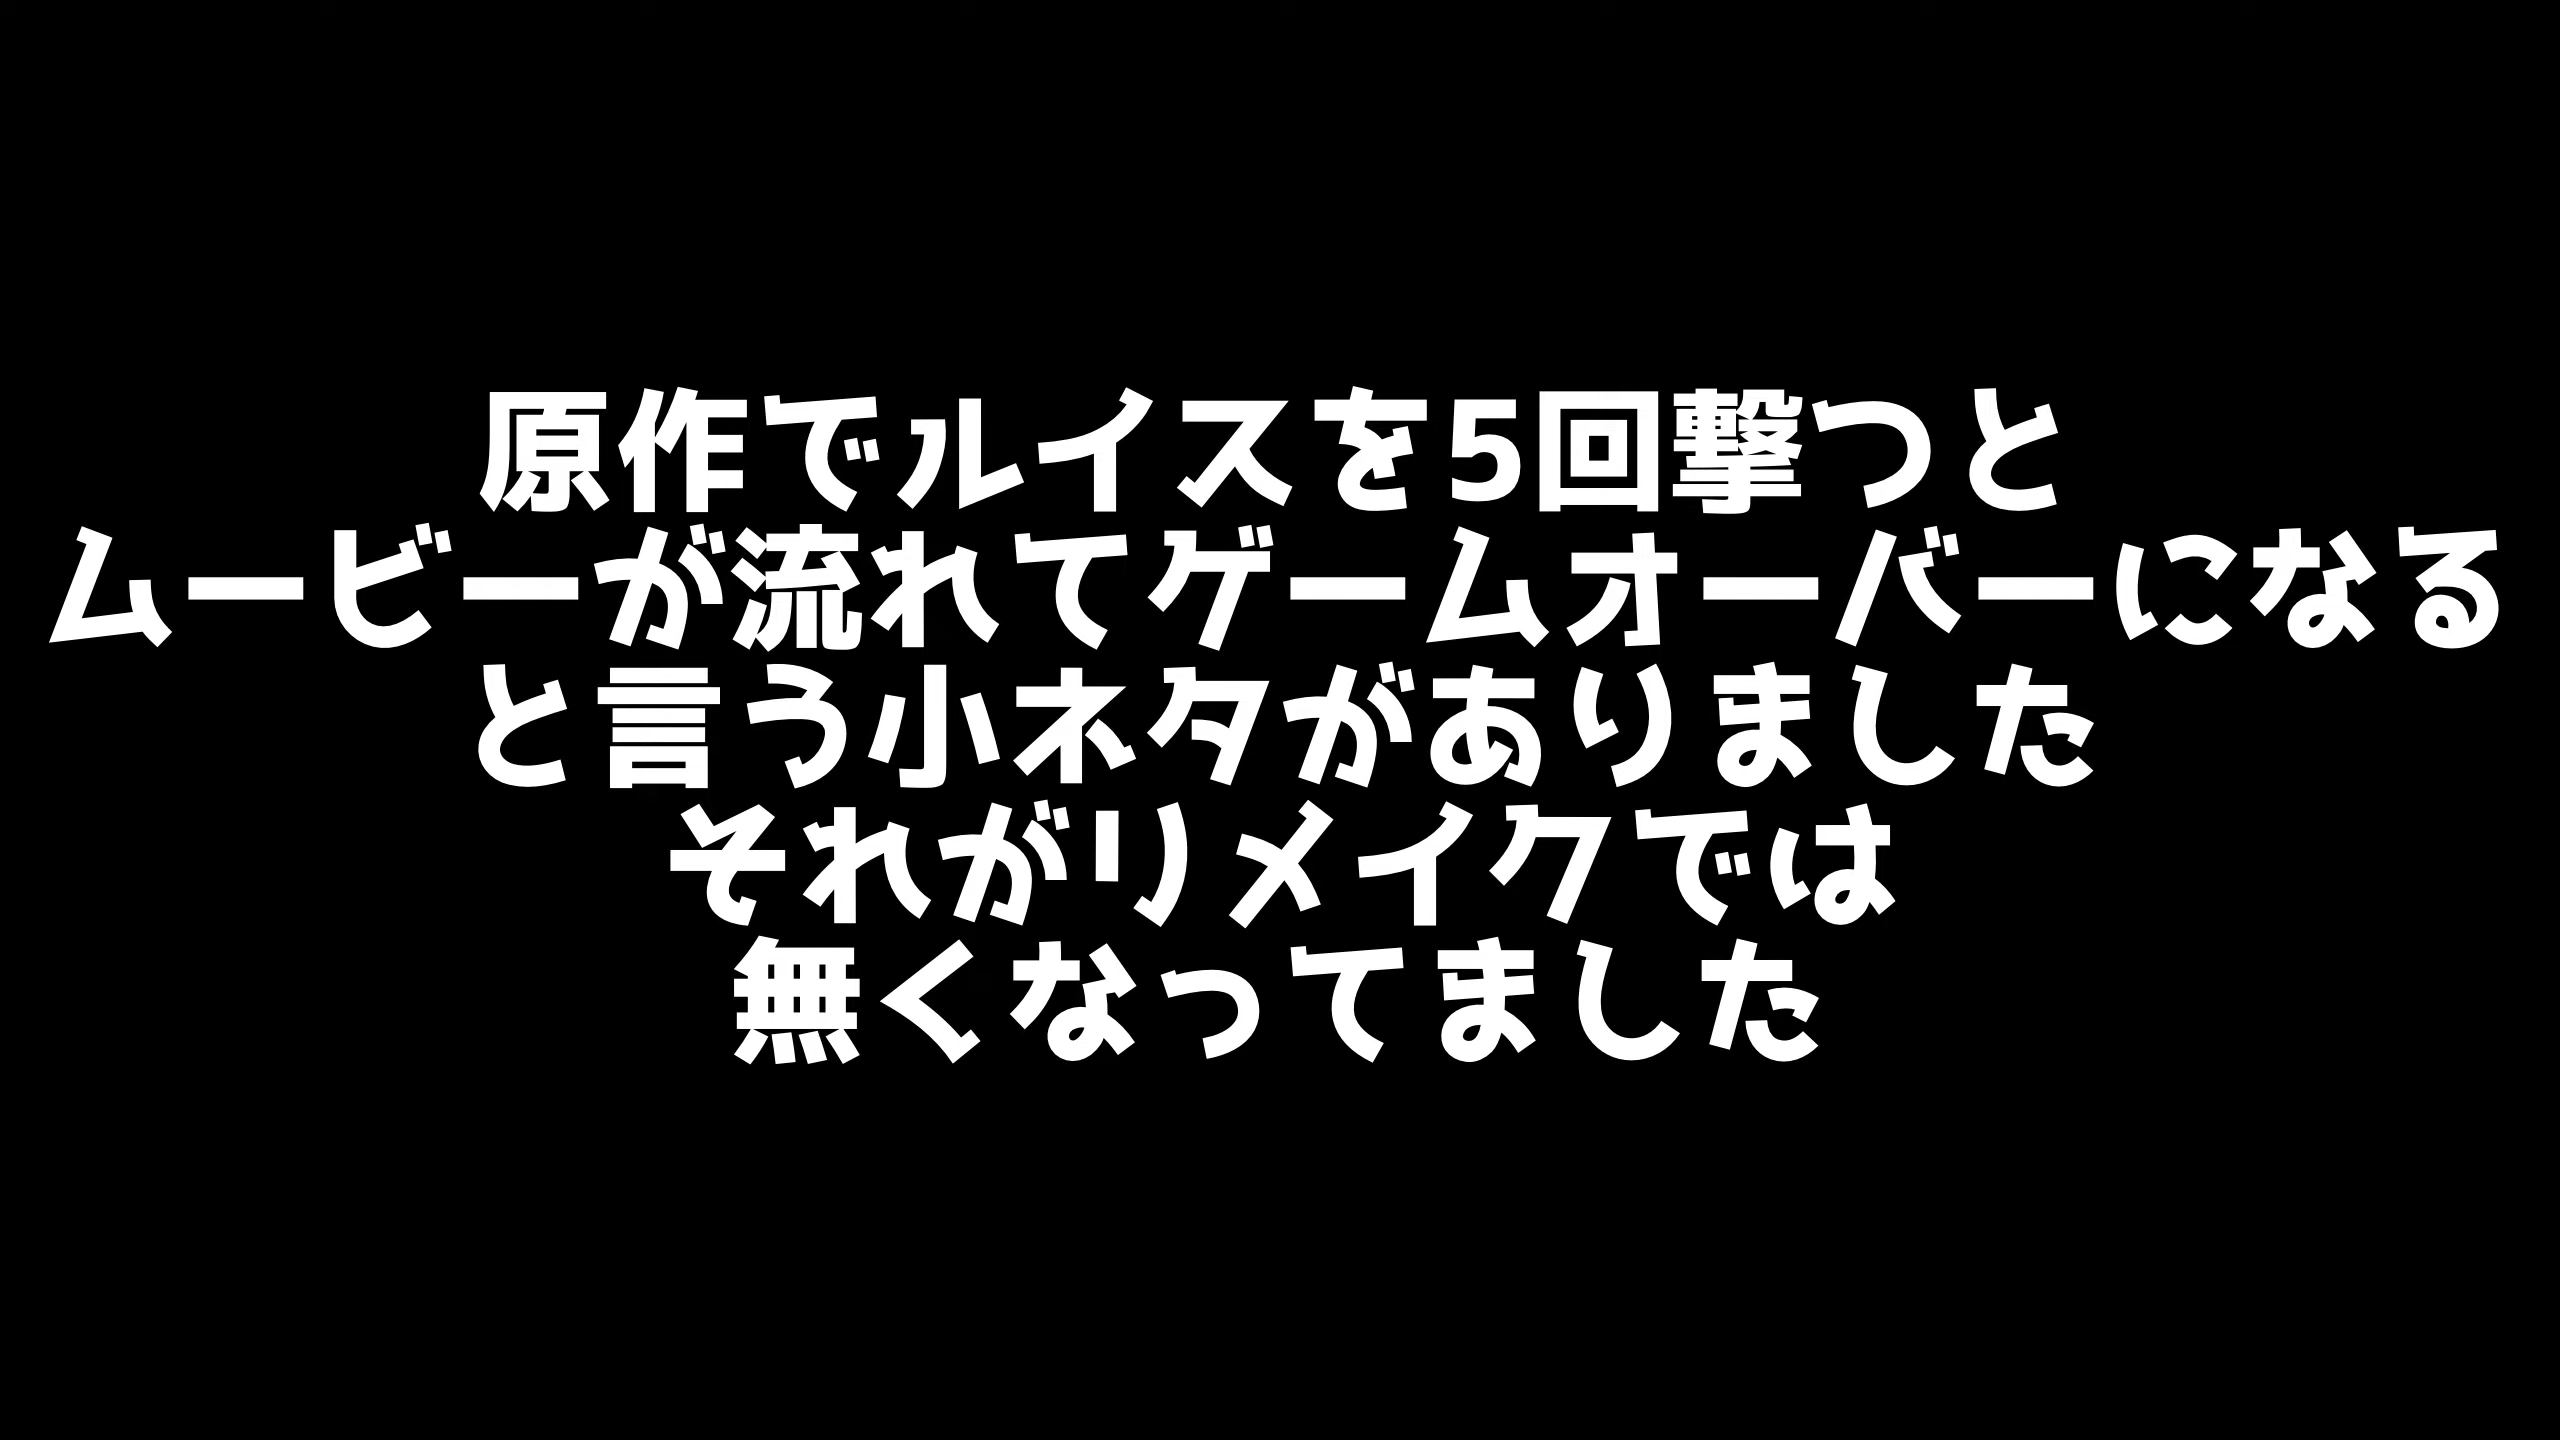 原作でルイスを5回撃つと
ムービーが流れてゲームオーバーになる
と言う小ネタがありました
それがリメイクでは
無くなってました